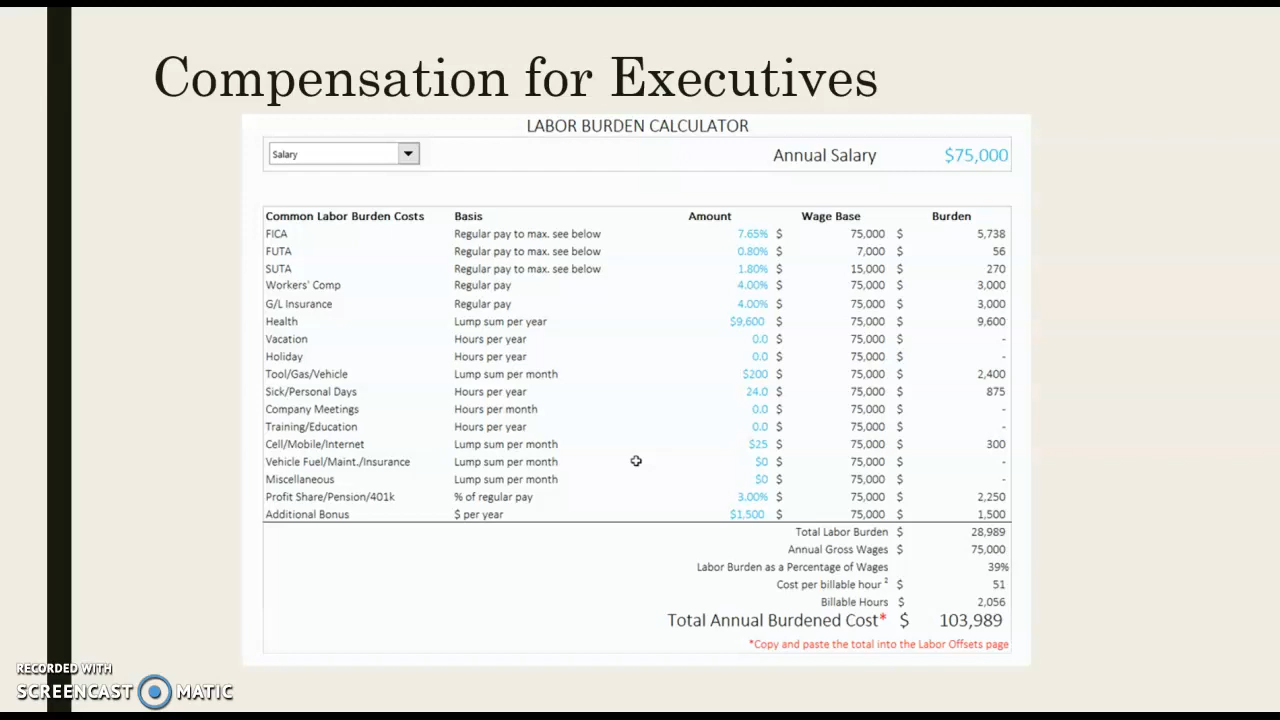 Compensation for Executives
LABOR BURDEN CALCULATOR
Salary Annual Salary $75,000
Common Labor Burden Costs Basis Amount Wage Base Burden
FICA Regular pay to max. see below 7.65% $ 75,000 $ 5,738
FUTA Regular pay to max. see below 0.80% $ 7,000 $ 56
SUTA Regular pay to max. see below 1.80% $ 15,000 $ 270
Workers' Comp Regular pay 4.00% $ 75,000 $ 3,000
G/L Insurance Regular pay 4.00% $ 75,000 $ 3,000
Health Lump sum per year $9,600 $ 75,000 $ 9,600
Vacation Hours per year 0.0 $ 75,000 $ -
Holiday Hours per year 0.0 $ 75,000 $ -
Tool/Gas/Vehicle Lump sum per month $200 $ 75,000 $ 2,400
Sick/Personal Days Hours per year 24.0 $ 75,000 $ 875
Company Meetings Hours per month 0.0 $ 75,000 $ -
Training/Education Hours per year 0.0 $ 75,000 $ -
Cell/Mobile/Internet Lump sum per month $25 $ 75,000 $ 300
Vehicle Fuel/Maint./Insurance Lump sum per month $0 $ 75,000 $ -
Miscellaneous Lump sum per month $0 $ 75,000 $ -
Profit Share/Pension/401k % of regular pay 3.00% $ 75,000 $ 2,250
Additional Bonus $ per year $1,500 $ 75,000 $ 1,500
Total Labor Burden $ 28,989
Annual Gross Wages $ 75,000
Labor Burden as a Percentage of Wages 39%
Cost per billable hour ² $ 51
Billable Hours $ 2,056
Total Annual Burdened Cost* $ 103,989
*Copy and paste the total into the Labor Offsets page
RECORDED WITH
SCREENCAST MATIC